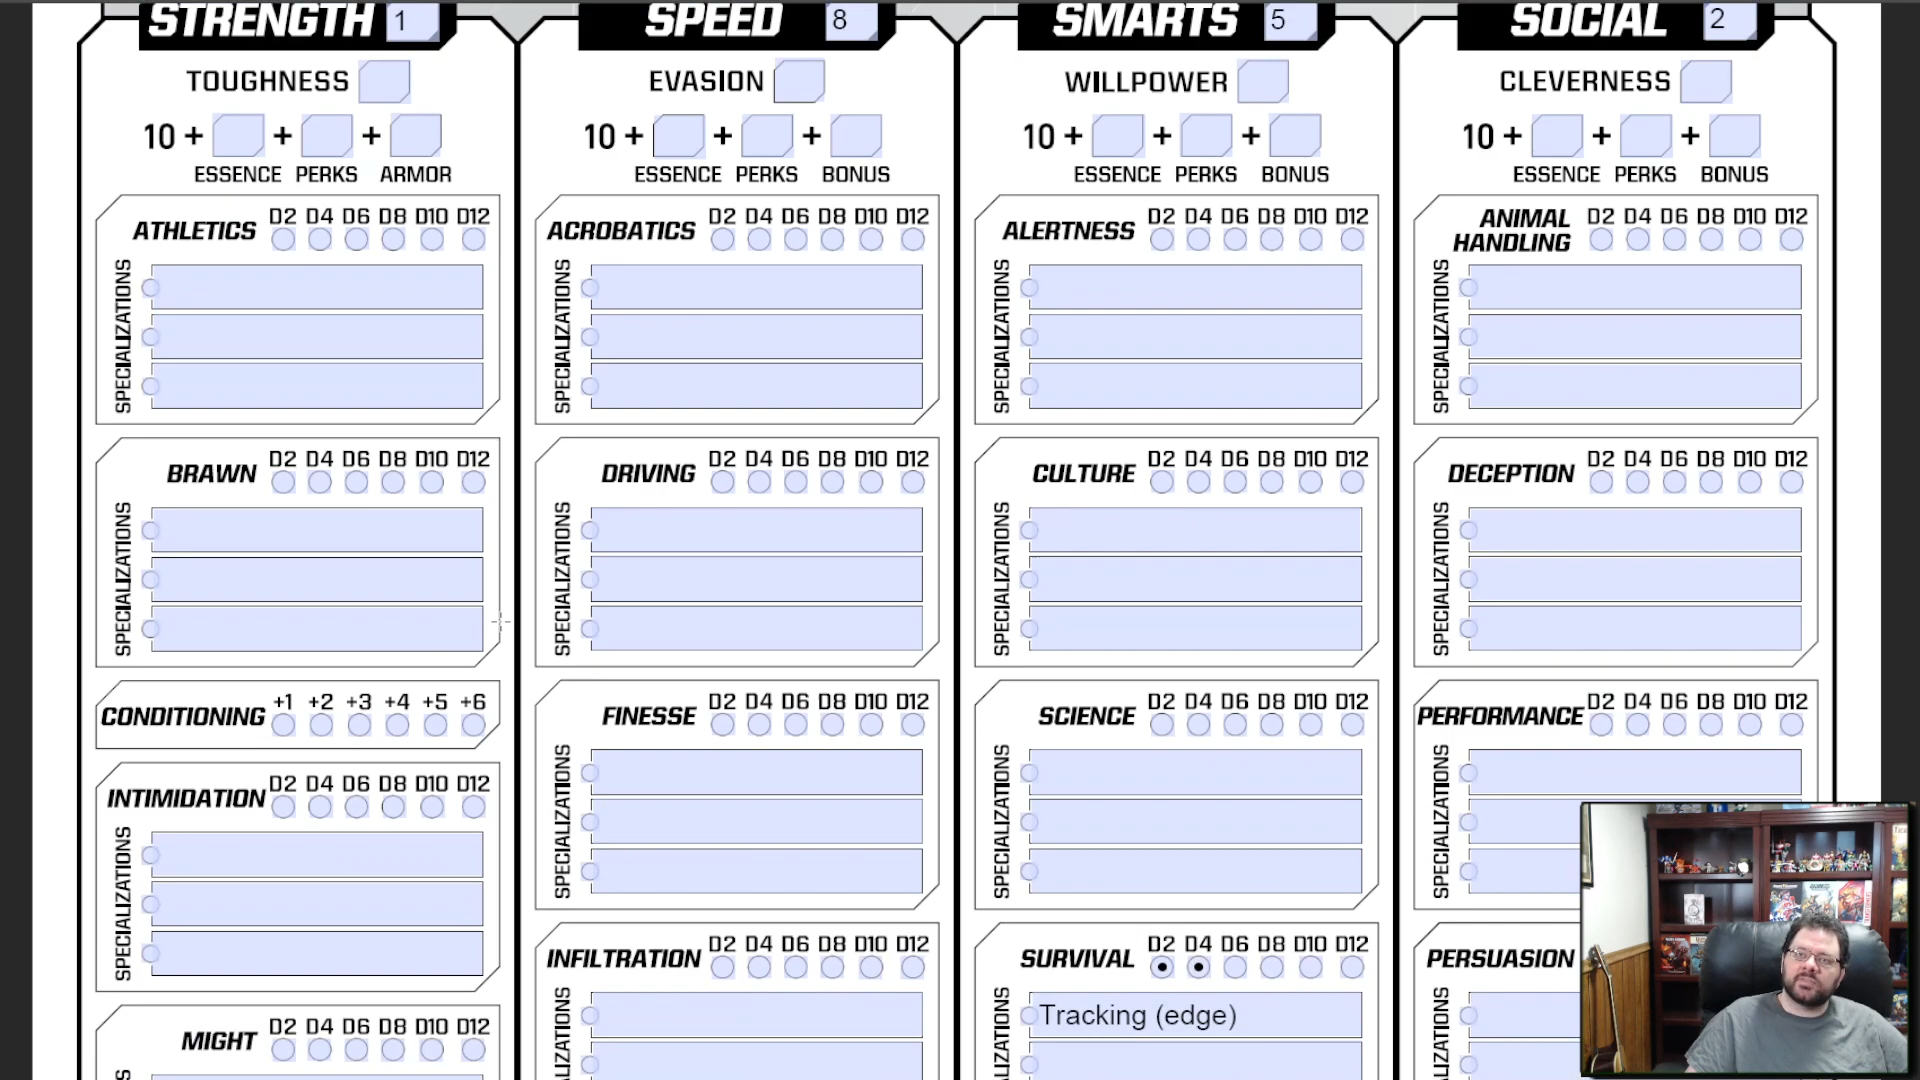 STRENGTH 1 SPEED 8 SMARTS 5 SOCIAL 2
TOUGHNESS EVASION WILLPOWER CLEVERNESS
10 + + + 10 + + + 10 + + + 10 + + +
ESSENCE PERKS ARMOR ESSENCE PERKS BONUS ESSENCE PERKS BONUS ESSENCE PERKS BONUS
ATHLETICS D2 D4 D6 D8 D10 D12
SPECIALIZATIONS
ACROBATICS D2 D4 D6 D8 D10 D12
SPECIALIZATIONS
ALERTNESS D2 D4 D6 D8 D10 D12
SPECIALIZATIONS
ANIMAL HANDLING D2 D4 D6 D8 D10 D12
SPECIALIZATIONS
BRAWN D2 D4 D6 D8 D10 D12
SPECIALIZATIONS
DRIVING D2 D4 D6 D8 D10 D12
SPECIALIZATIONS
CULTURE D2 D4 D6 D8 D10 D12
SPECIALIZATIONS
DECEPTION D2 D4 D6 D8 D10 D12
SPECIALIZATIONS
CONDITIONING +1 +2 +3 +4 +5 +6
FINESSE D2 D4 D6 D8 D10 D12
SPECIALIZATIONS
SCIENCE D2 D4 D6 D8 D10 D12
SPECIALIZATIONS
PERFORMANCE D2 D4 D6 D8 D10 D12
SPECIALIZATIONS
INTIMIDATION D2 D4 D6 D8 D10 D12
SPECIALIZATIONS
INFILTRATION D2 D4 D6 D8 D10 D12
SURVIVAL D2 D4 D6 D8 D10 D12
Tracking (edge)
PERSUASION
MIGHT D2 D4 D6 D8 D10 D12